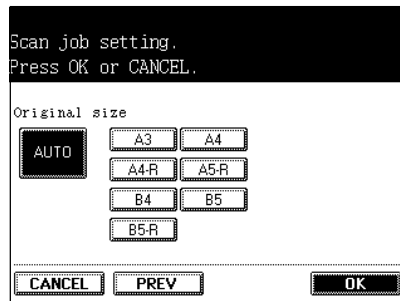 Scan job setting.
Press OK or CANCEL.
Original size
AUTO
A3 A4
A4-R A5-R
B4 B5
B5-R
CANCEL PREV OK